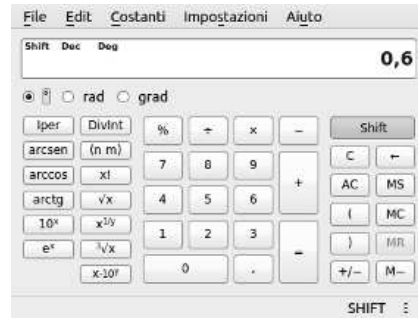 File Edit Costanti Impostazioni Aiuto
Shift Dec Deg
0,6
° rad grad
Iper DivInt % ÷ × − Shift
arcsen (n m) 7 8 9 + C ←
arccos x! AC MS
arctg √x 4 5 6 ( MC
10ˣ x¹/ʸ 1 2 3 = ) MR
eˣ ³√x
x·10ʸ 0 . +/− M−
SHIFT